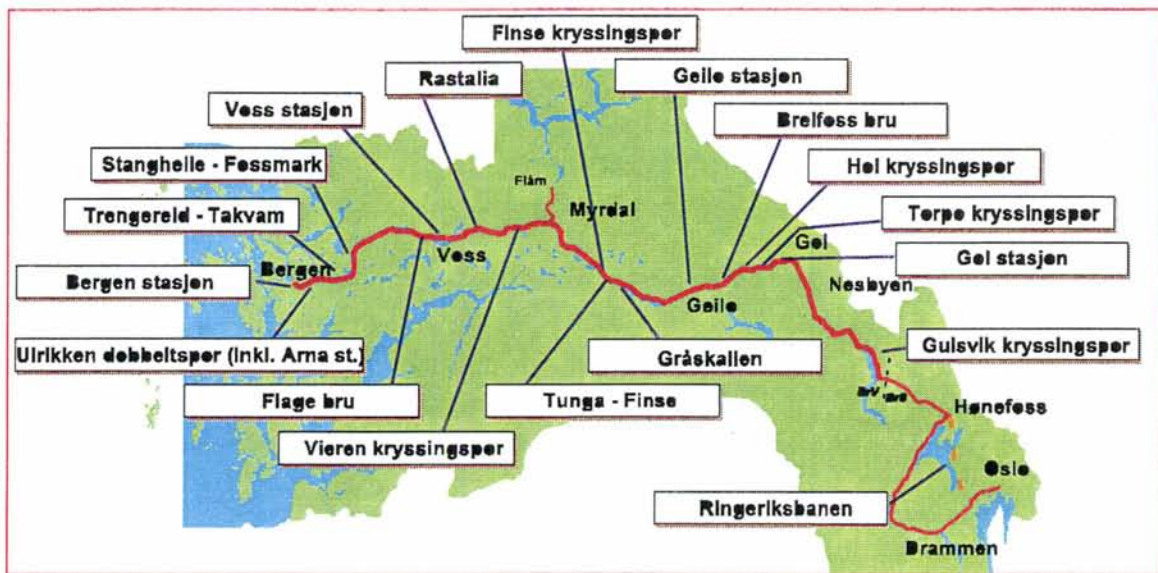 Finse kryssingspor
Rastalia
Geilo stasjon
Voss stasjon
Breifoss bru
Stanghelle - Fossmark
Hol kryssingspor
Flåm
Trengereid - Takvam
Myrdal
Torpo kryssingspor
Gol
Bergen
Voss
Gol stasjon
Bergen stasjon
Geilo
Nesbyen
Ulrikken dobbeltspor (inkl. Arna st.)
Gråskallen
Gulsvik kryssingspor
Flage bru
Tunga - Finse
Hønefoss
Vieren kryssingspor
Oslo
Ringeriksbanen
Drammen